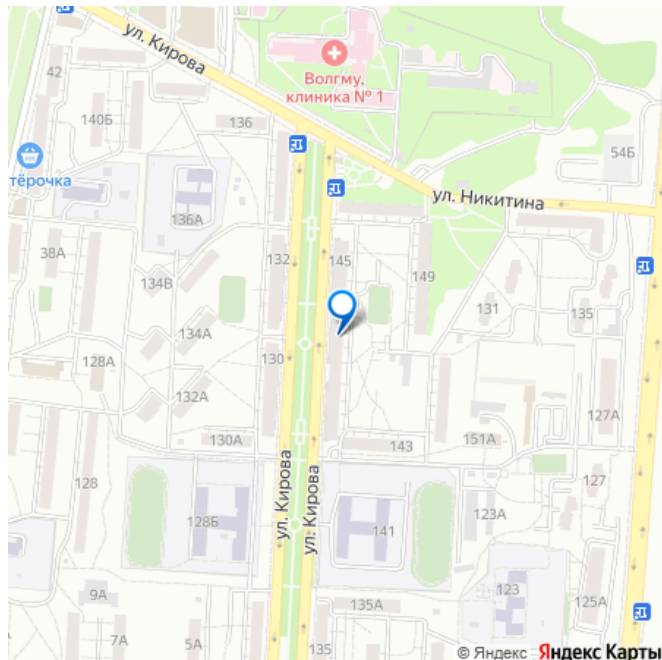 ул. Кирова
42
Волгму,
клиника № 1
140Б
136
54Б
тёрочка
ул. Никитина
136А
38А
132
145
149
134В
131
135
134А
130
128А
132А
127А
130А
143
151А
ул. Кирова
ул. Кирова
128
127
128Б
141
123А
9А
123
135А
125А
7А
5А
135
© Яндекс Яндекс Карты